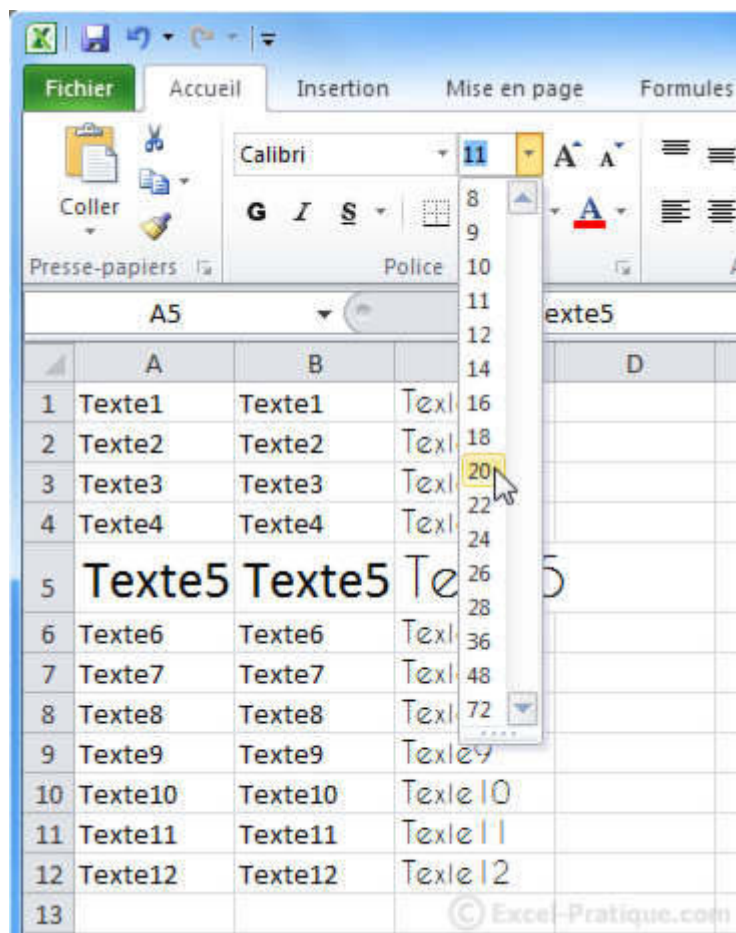 Fichier Accueil Insertion Mise en page Formules
Calibri 11 A A
Coller G I S A
Presse-papiers Police
A5 exte5
A B D
8
9
10
11
12
14
16
18
20
22
24
26
28
36
48
72
1 Texte1 Texte1
2 Texte2 Texte2
3 Texte3 Texte3
4 Texte4 Texte4
5 Texte5 Texte5
6 Texte6 Texte6
7 Texte7 Texte7
8 Texte8 Texte8
9 Texte9 Texte9 Texte9
10 Texte10 Texte10 Texte10
11 Texte11 Texte11 Texte11
12 Texte12 Texte12 Texte12
13
© Excel-Pratique.com